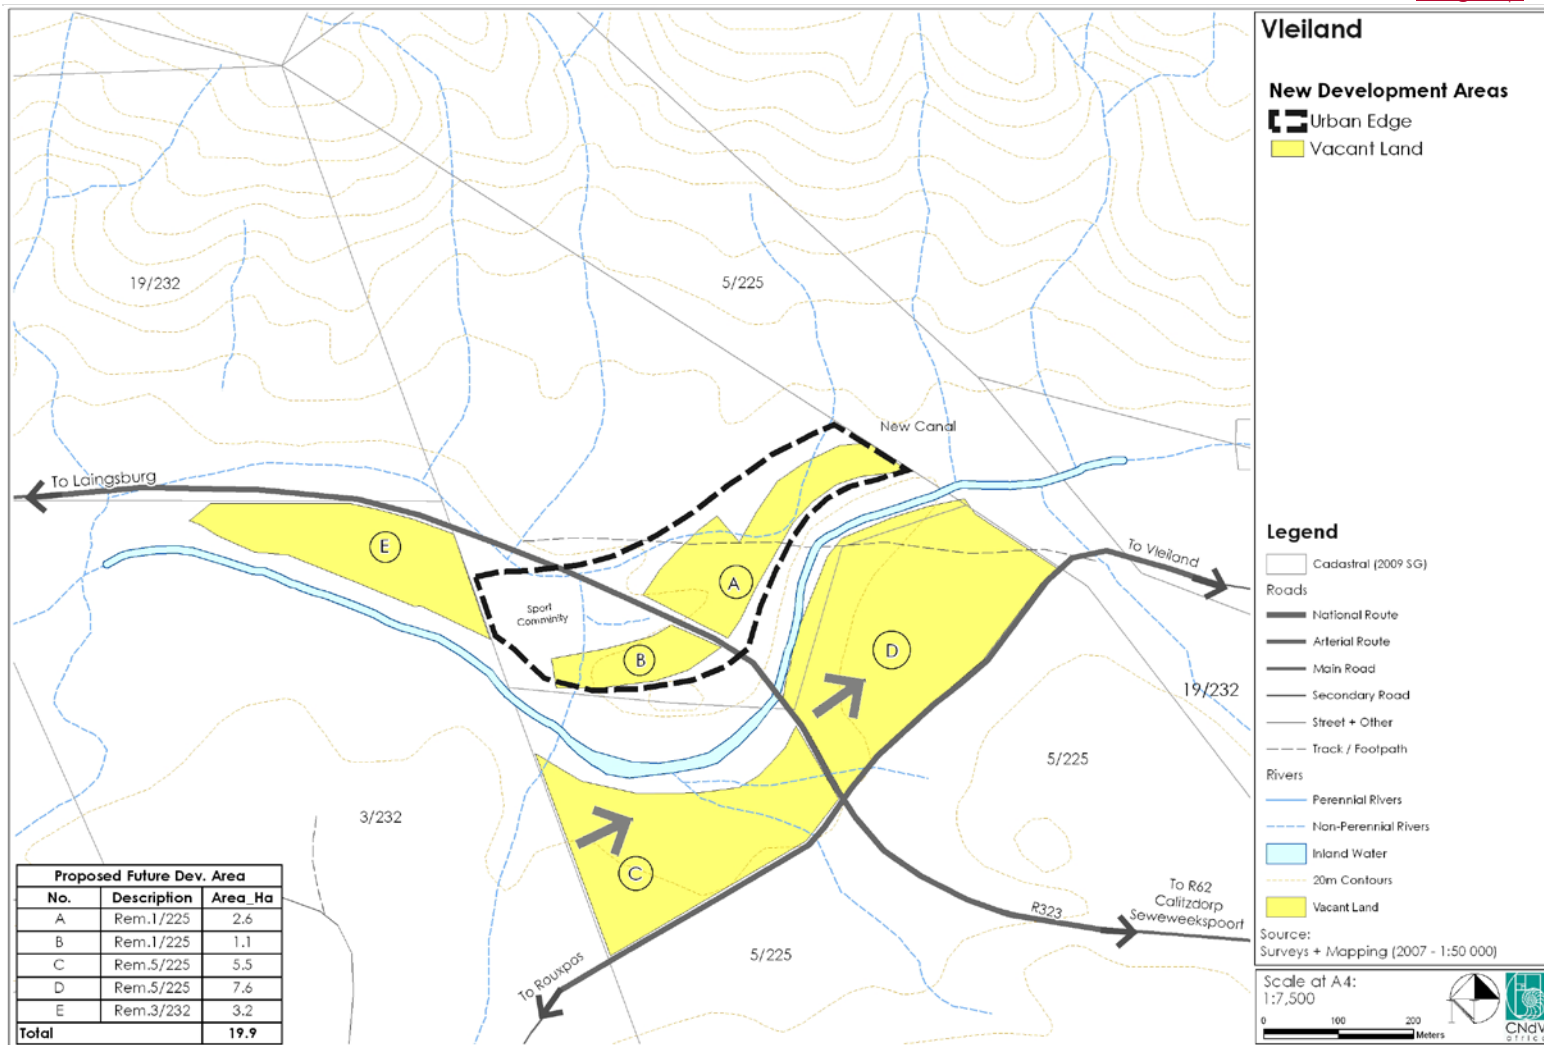 Vleiland
New Development Areas
Urban Edge
Vacant Land
19/232
5/225
New Canal
To Laingsburg
E
A
Sport
Comminity
B
To Vleiland
D
19/232
5/225
3/232
C
R323
To R62
Calitzdorp
Seweweekspoort
5/225
To Rouxpos
Proposed Future Dev. Area
No. Description Area_Ha
A Rem.1/225 2.6
B Rem.1/225 1.1
C Rem.5/225 5.5
D Rem.5/225 7.6
E Rem.3/232 3.2
Total 19.9
Legend
Cadastral (2009 SG)
Roads
National Route
Arterial Route
Main Road
Secondary Road
Street + Other
Track / Footpath
Rivers
Perennial Rivers
Non-Perennial Rivers
Inland Water
20m Contours
Vacant Land
Source:
Surveys + Mapping (2007 - 1:50 000)
Scale at A4:
1:7,500
0 100 200
Meters
CNdV
africa